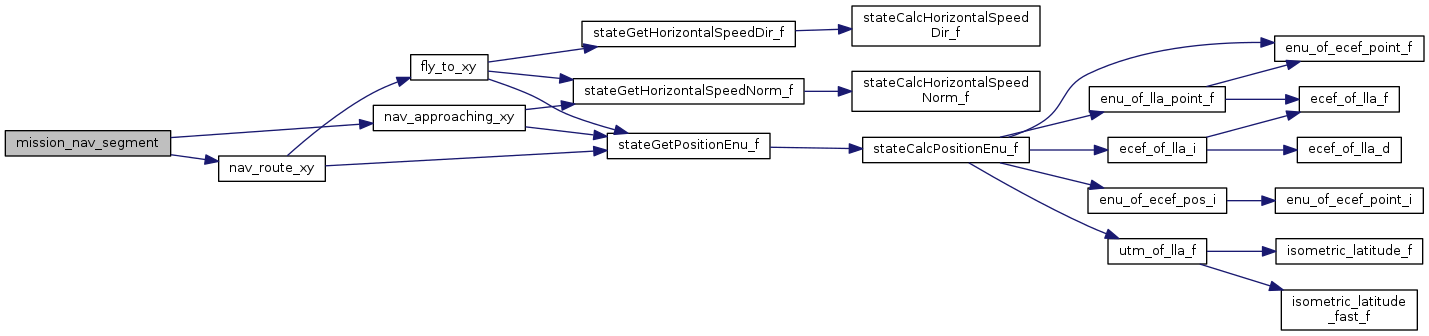 mission_nav_segment
nav_approaching_xy
nav_route_xy
fly_to_xy
stateGetHorizontalSpeedDir_f
stateGetHorizontalSpeedNorm_f
stateGetPositionEnu_f
stateCalcHorizontalSpeed
Dir_f
stateCalcHorizontalSpeed
Norm_f
stateCalcPositionEnu_f
enu_of_lla_point_f
ecef_of_lla_i
enu_of_ecef_pos_i
utm_of_lla_f
enu_of_ecef_point_f
ecef_of_lla_f
ecef_of_lla_d
enu_of_ecef_point_i
isometric_latitude_f
isometric_latitude
_fast_f